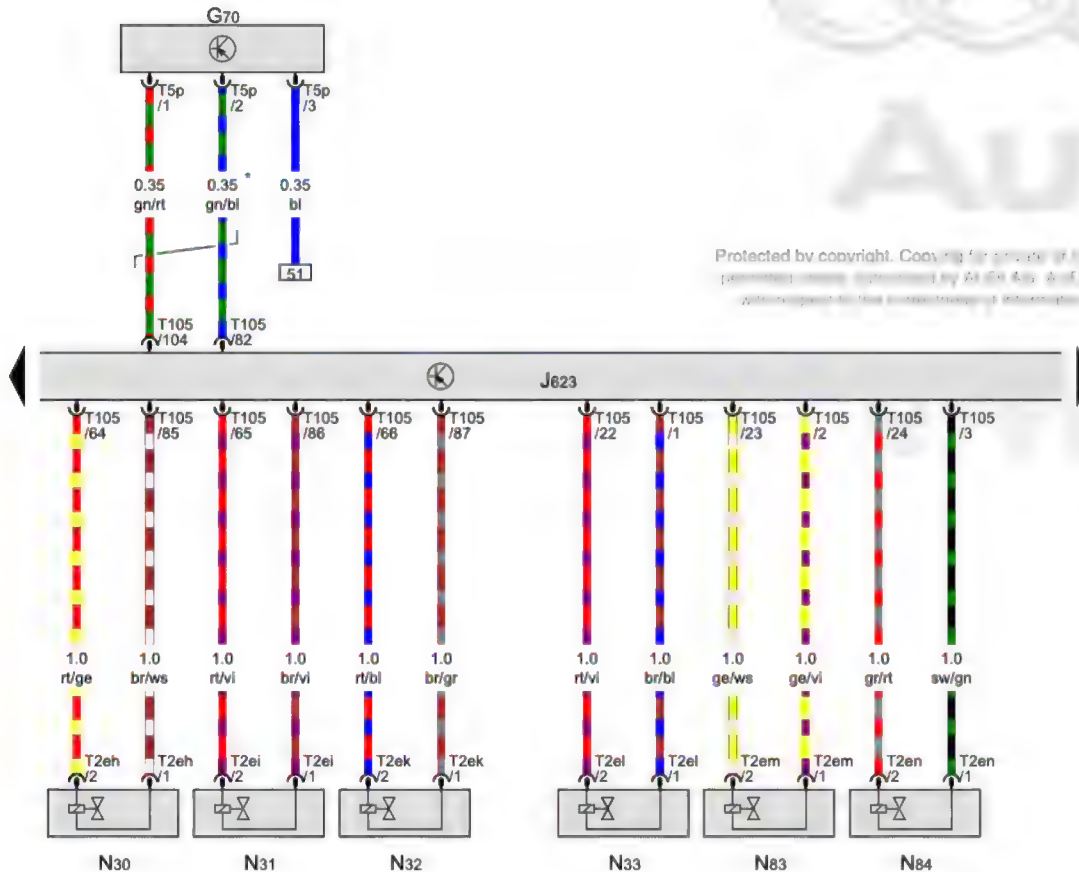 G70
T5p T5p T5p
/1 /2 /3
0.35 0.35 * 0.35
gn/rt gn/bl bl
51
T105 T105
/104 /82
Au
Protected by copyright. Copying for private or
J623
T105 T105 T105 T105 T105 T105 T105 T105 T105 T105 T105 T105
/64 /85 /65 /86 /66 /87 /22 /1 /23 /2 /24 /3
1.0 1.0 1.0 1.0 1.0 1.0 1.0 1.0 1.0 1.0 1.0 1.0
rt/ge br/ws rt/vi br/vi rt/bl br/gr rt/vi br/bl ge/ws ge/vi gr/rt sw/gn
T2eh T2eh T2ei T2ei T2ek T2ek T2el T2el T2em T2em T2en T2en
/2 /1 /2 /1 /2 /1 /2 /1 /2 /1 /2 /1
N30 N31 N32 N33 N83 N84